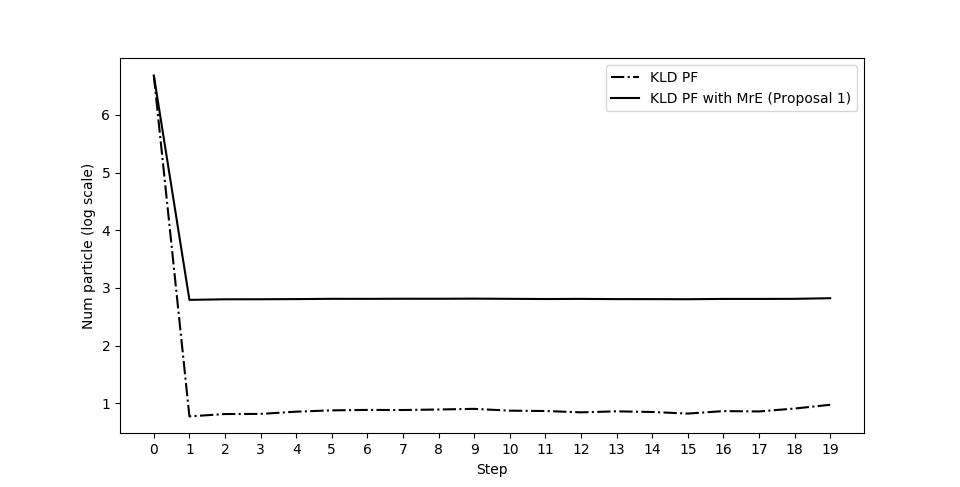 KLD PF
KLD PF with MrE (Proposal 1)
Num particle (log scale)
6
5
4
3
2
1
0 1 2 3 4 5 6 7 8 9 10 11 12 13 14 15 16 17 18 19
Step